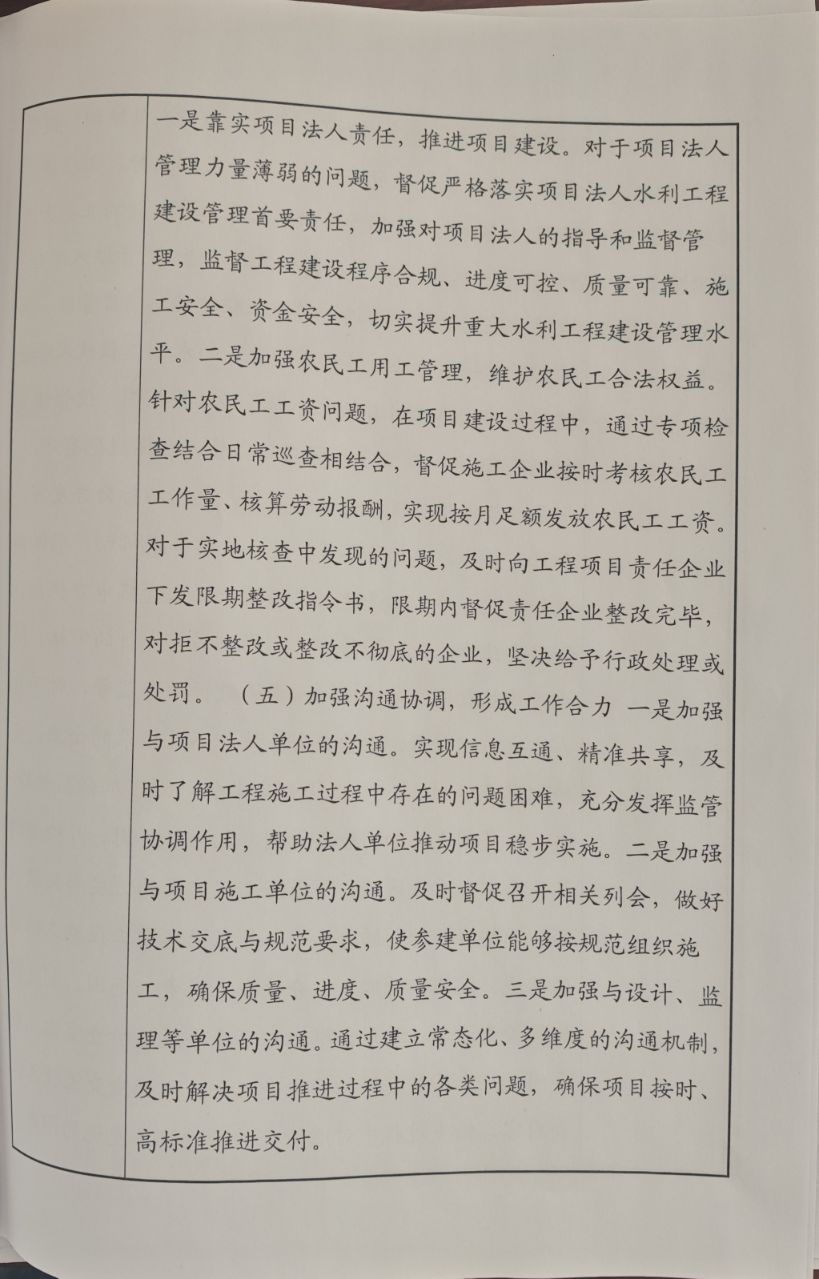 一是靠实项目法人责任，推进项目建设。对于项目法人
管理力量薄弱的问题，督促严格落实项目法人水利工程
建设管理首要责任，加强对项目法人的指导和监督管
理，监督工程建设程序合规、进度可控、质量可靠、施
工安全、资金安全，切实提升重大水利工程建设管理水
平。二是加强农民工用工管理，维护农民工合法权益。
针对农民工工资问题，在项目建设过程中，通过专项检
查结合日常巡查相结合，督促施工企业按时考核农民工
工作量、核算劳动报酬，实现按月足额发放农民工工资。
对于实地核查中发现的问题，及时向工程项目责任企业
下发限期整改指令书，限期内督促责任企业整改完毕，
对拒不整改或整改不彻底的企业，坚决给予行政处理或
处罚。 （五）加强沟通协调，形成工作合力 一是加强
与项目法人单位的沟通。实现信息互通、精准共享，及
时了解工程施工过程中存在的问题困难，充分发挥监管
协调作用，帮助法人单位推动项目稳步实施。二是加强
与项目施工单位的沟通。及时督促召开相关列会，做好
技术交底与规范要求，使参建单位能够按规范组织施
工，确保质量、进度、质量安全。三是加强与设计、监
理等单位的沟通。通过建立常态化、多维度的沟通机制，
及时解决项目推进过程中的各类问题，确保项目按时、
高标准推进交付。